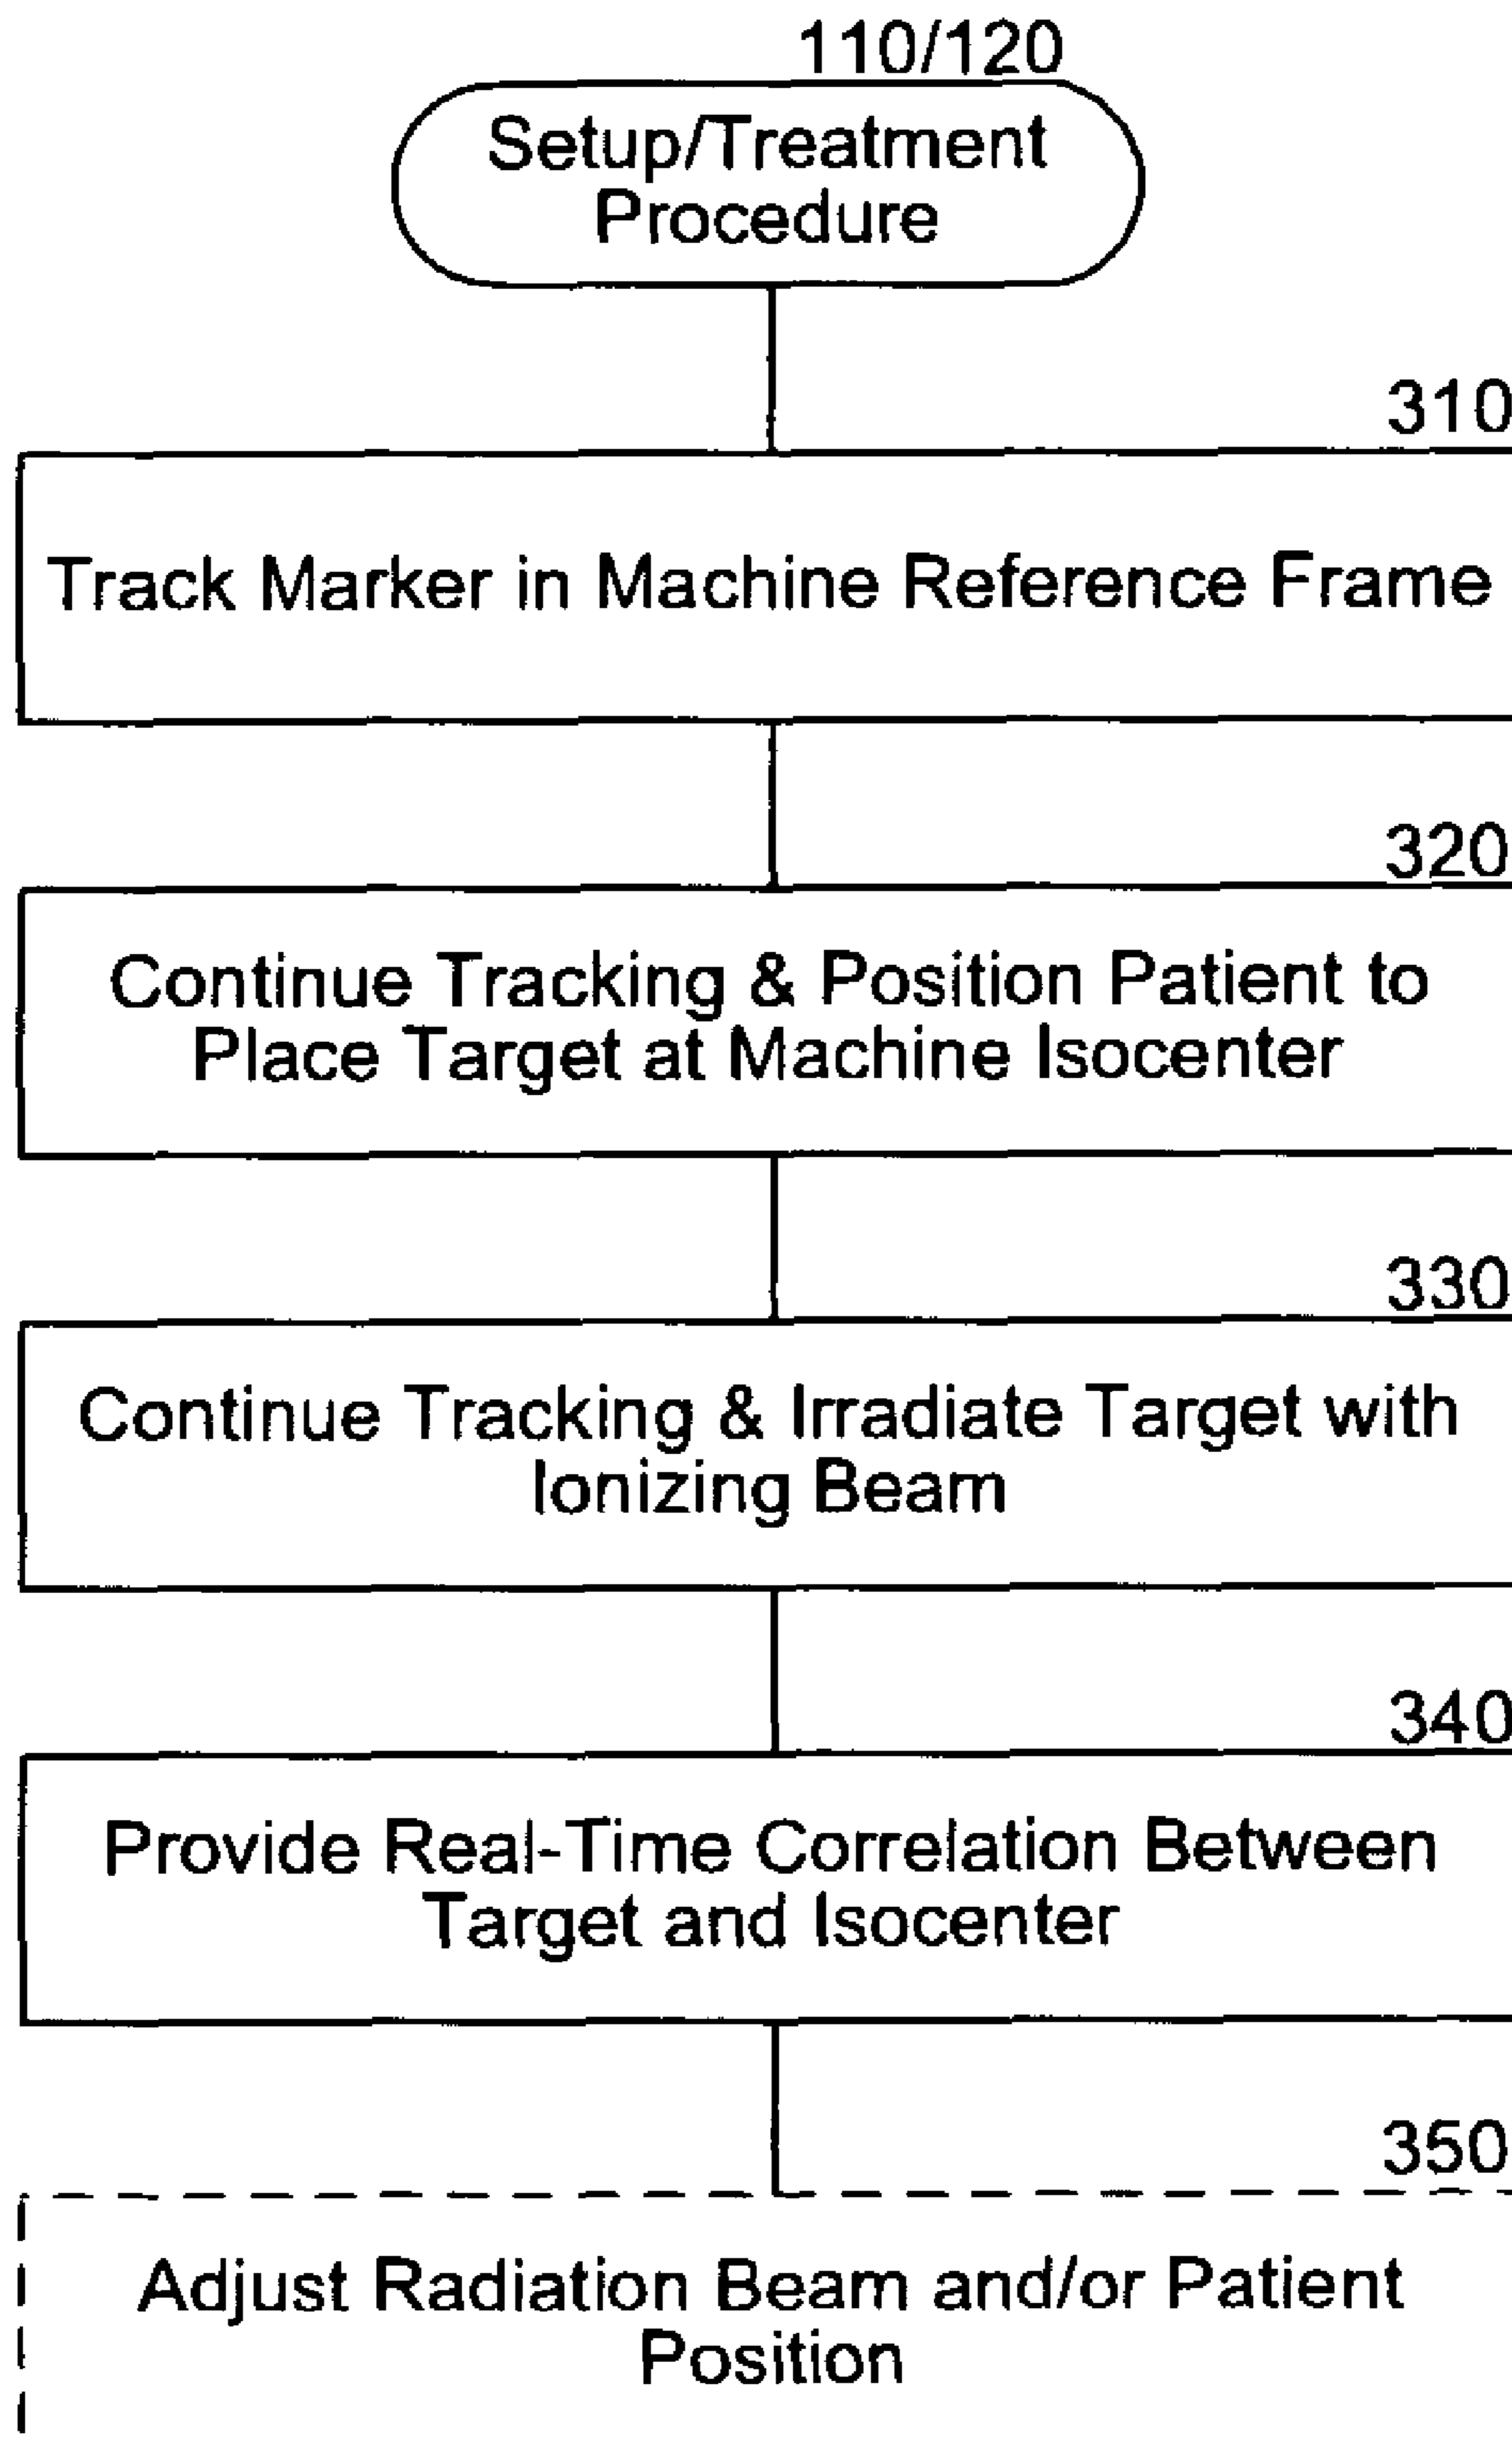 110/120
Setup/Treatment
Procedure
310
Track Marker in Machine Reference Frame
320
Continue Tracking & Position Patient to
Place Target at Machine Isocenter
330
Continue Tracking & Irradiate Target with
Ionizing Beam
340
Provide Real-Time Correlation Between
Target and Isocenter
350
Adjust Radiation Beam and/or Patient
Position